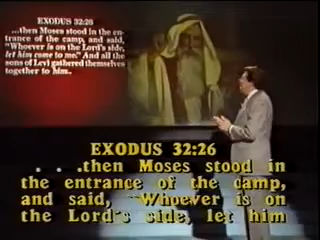 EXODUS 32:26
...then Moses stood in the en-
trance of the camp, and said,
"Whoever is on the Lord's side,
let him come to me." And all the
sons of Levi gathered themselves
together to him.
EXODUS 32:26
. . .then Moses stood in
the entrance of the camp,
and said, "Whoever is on
the Lord's side, let him